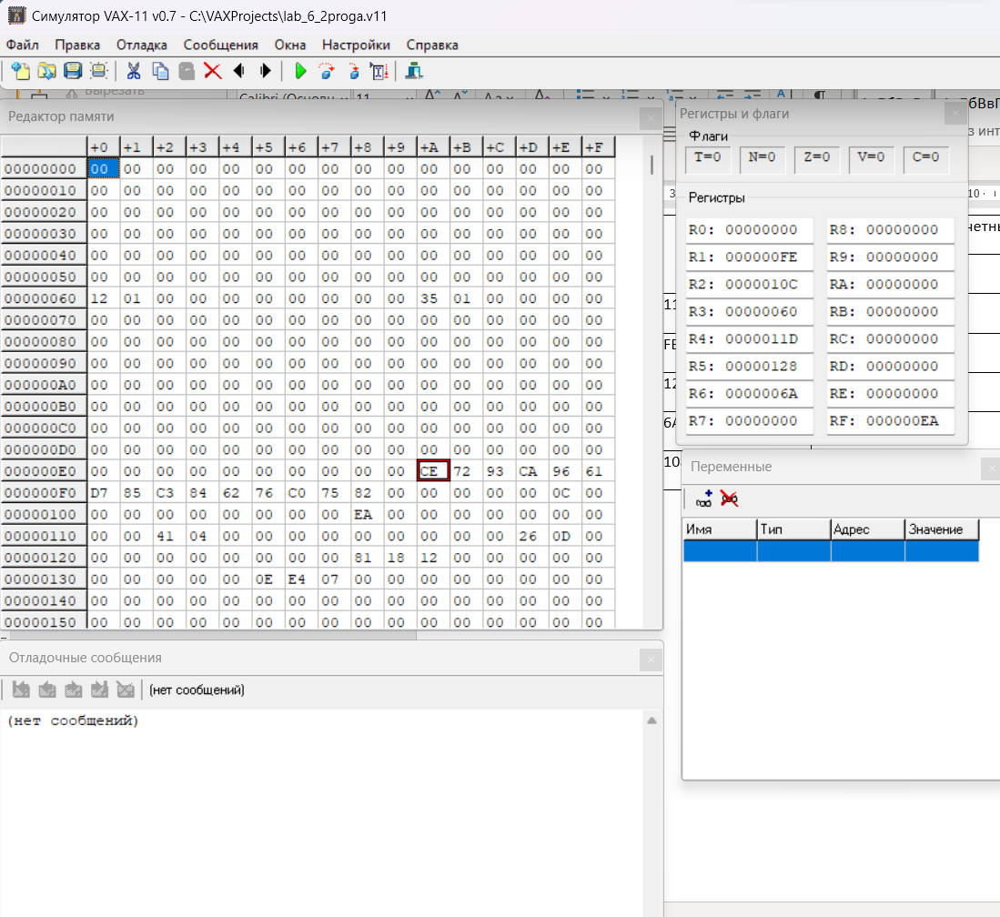 Симулятор VAX-11 v0.7 - C:\VAXProjects\lab_6_2proga.v11
Файл Правка Отладка Сообщения Окна Настройки Справка
Вырезать Calibri (Основн 11
Редактор памяти
+0 +1 +2 +3 +4 +5 +6 +7 +8 +9 +A +B +C +D +E +F
00000000 00 00 00 00 00 00 00 00 00 00 00 00 00 00 00 00
00000010 00 00 00 00 00 00 00 00 00 00 00 00 00 00 00 00
00000020 00 00 00 00 00 00 00 00 00 00 00 00 00 00 00 00
00000030 00 00 00 00 00 00 00 00 00 00 00 00 00 00 00 00
00000040 00 00 00 00 00 00 00 00 00 00 00 00 00 00 00 00
00000050 00 00 00 00 00 00 00 00 00 00 00 00 00 00 00 00
00000060 12 01 00 00 00 00 00 00 00 00 35 01 00 00 00 00
00000070 00 00 00 00 00 00 00 00 00 00 00 00 00 00 00 00
00000080 00 00 00 00 00 00 00 00 00 00 00 00 00 00 00 00
00000090 00 00 00 00 00 00 00 00 00 00 00 00 00 00 00 00
000000A0 00 00 00 00 00 00 00 00 00 00 00 00 00 00 00 00
000000B0 00 00 00 00 00 00 00 00 00 00 00 00 00 00 00 00
000000C0 00 00 00 00 00 00 00 00 00 00 00 00 00 00 00 00
000000D0 00 00 00 00 00 00 00 00 00 00 00 00 00 00 00 00
000000E0 00 00 00 00 00 00 00 00 00 00 CE 72 93 CA 96 61
000000F0 D7 85 C3 84 62 76 C0 75 82 00 00 00 00 00 0C 00
00000100 00 00 00 00 00 00 00 00 EA 00 00 00 00 00 00 00
00000110 00 00 41 04 00 00 00 00 00 00 00 00 00 26 0D 00
00000120 00 00 00 00 00 00 00 00 81 18 12 00 00 00 00 00
00000130 00 00 00 00 00 0E E4 07 00 00 00 00 00 00 00 00
00000140 00 00 00 00 00 00 00 00 00 00 00 00 00 00 00 00
00000150 00 00 00 00 00 00 00 00 00 00 00 00 00 00 00 00
Регистры и флаги
Флаги
T=0 N=0 Z=0 V=0 C=0
Регистры
R0: 00000000 R8: 00000000
R1: 000000FE R9: 00000000
R2: 0000010C RA: 00000000
R3: 00000060 RB: 00000000
R4: 0000011D RC: 00000000
R5: 00000128 RD: 00000000
R6: 0000006A RE: 00000000
R7: 00000000 RF: 000000EA
Переменные
Имя Тип Адрес Значение
Отладочные сообщения
(нет сообщений)
(нет сообщений)